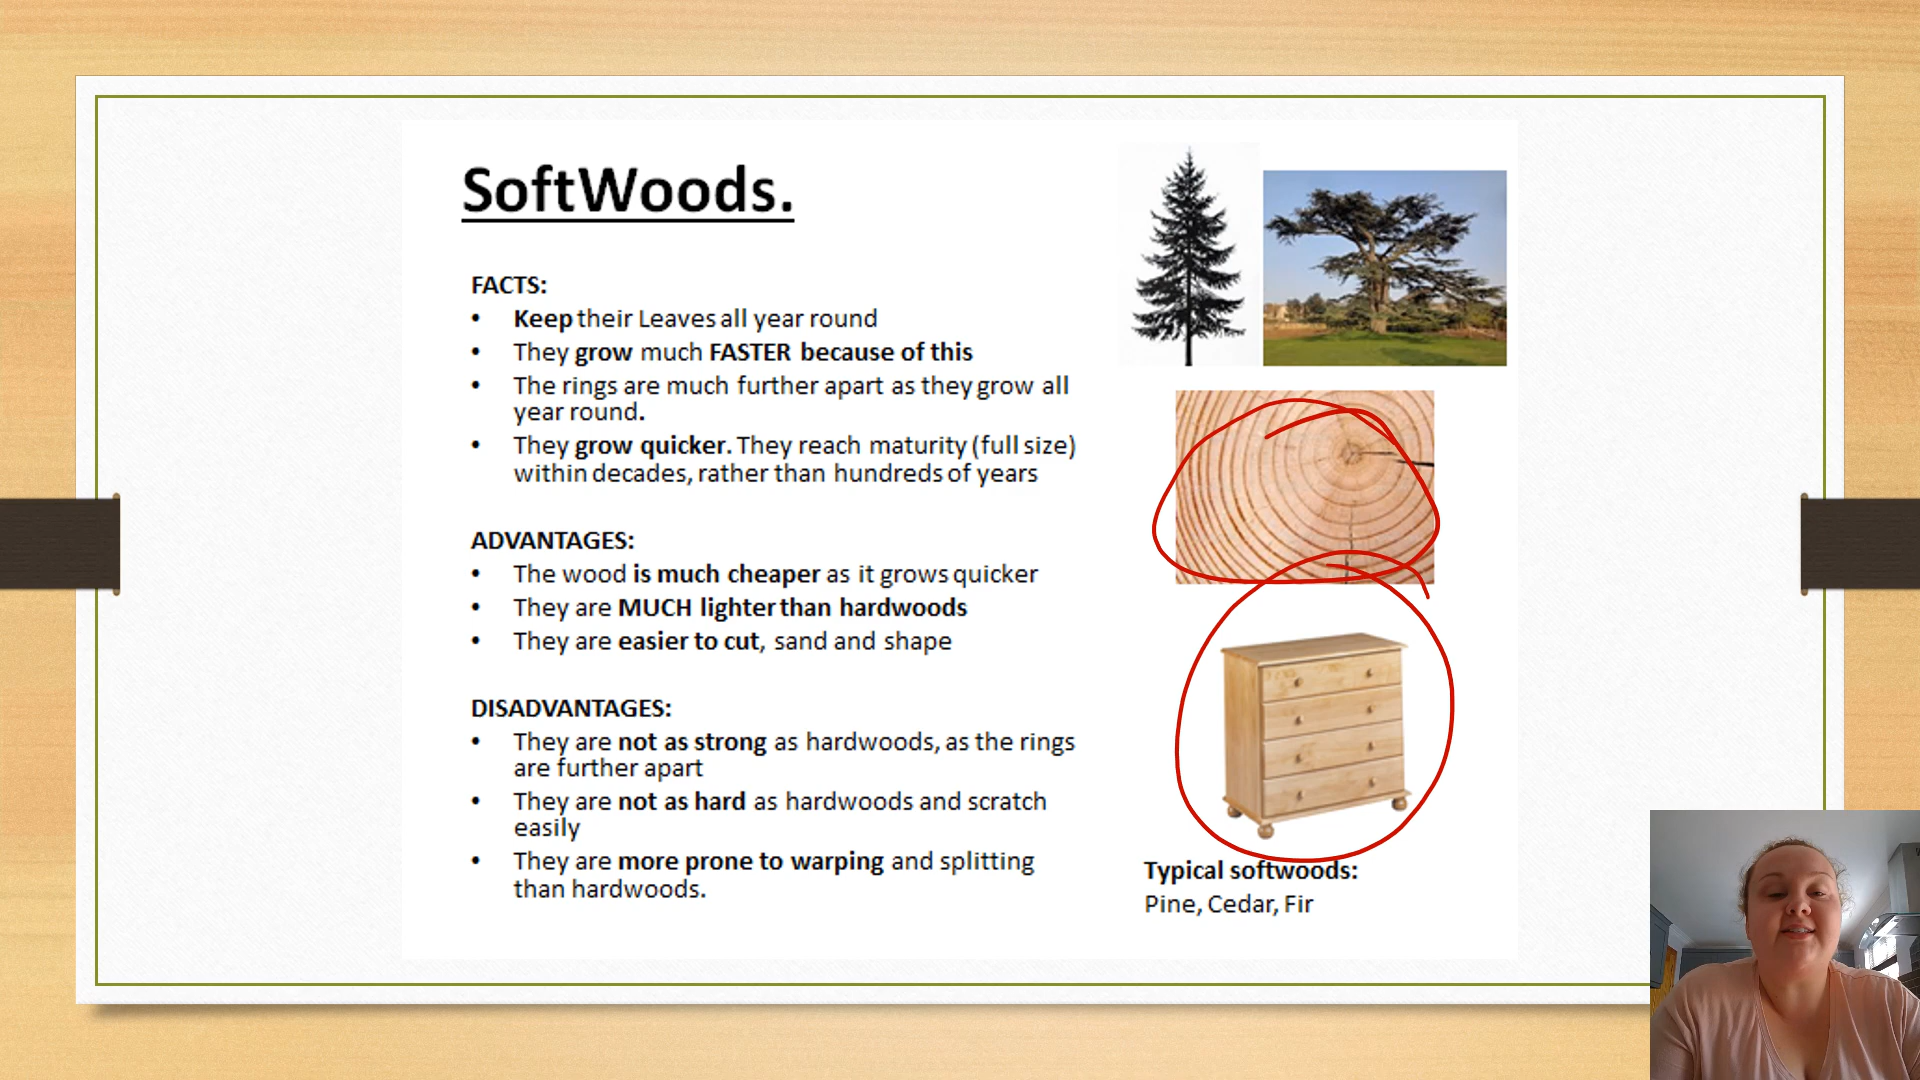 SoftWoods.
FACTS:
• Keep their Leaves all year round
• They grow much FASTER because of this
• The rings are much further apart as they grow all
year round.
• They grow quicker. They reach maturity (full size)
within decades, rather than hundreds of years
ADVANTAGES:
• The wood is much cheaper as it grows quicker
• They are MUCH lighter than hardwoods
• They are easier to cut, sand and shape
DISADVANTAGES:
• They are not as strong as hardwoods, as the rings
are further apart
• They are not as hard as hardwoods and scratch
easily
• They are more prone to warping and splitting
than hardwoods.
Typical softwoods:
Pine, Cedar, Fir